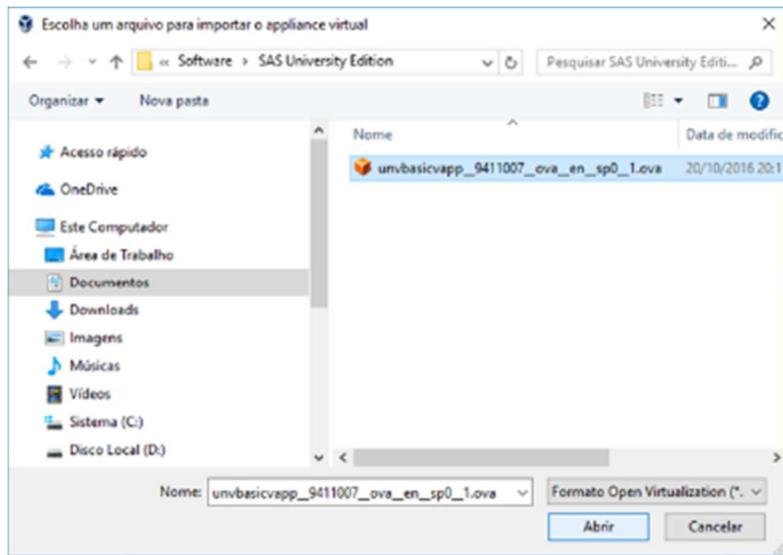 Escolha um arquivo para importar o appliance virtual
« Software › SAS University Edition
Pesquisar SAS University Editi...
Organizar
Nova pasta
Nome
Data de modific
Acesso rápido
unvbasicvapp__9411007__ova__en__sp0__1.ova
20/10/2016 20:1
OneDrive
Este Computador
Área de Trabalho
Documentos
Downloads
Imagens
Músicas
Vídeos
Sistema (C:)
Disco Local (D:)
Nome:
unvbasicvapp__9411007__ova__en__sp0__1.ova
Formato Open Virtualization (*.
Abrir
Cancelar